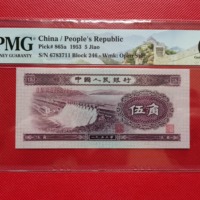 PMG
China / People's Republic
Pick# 865a 1953 5 Jiao
S/N 6783711 Block 246 - Wmk: Open Star
中国人民银行
伍角